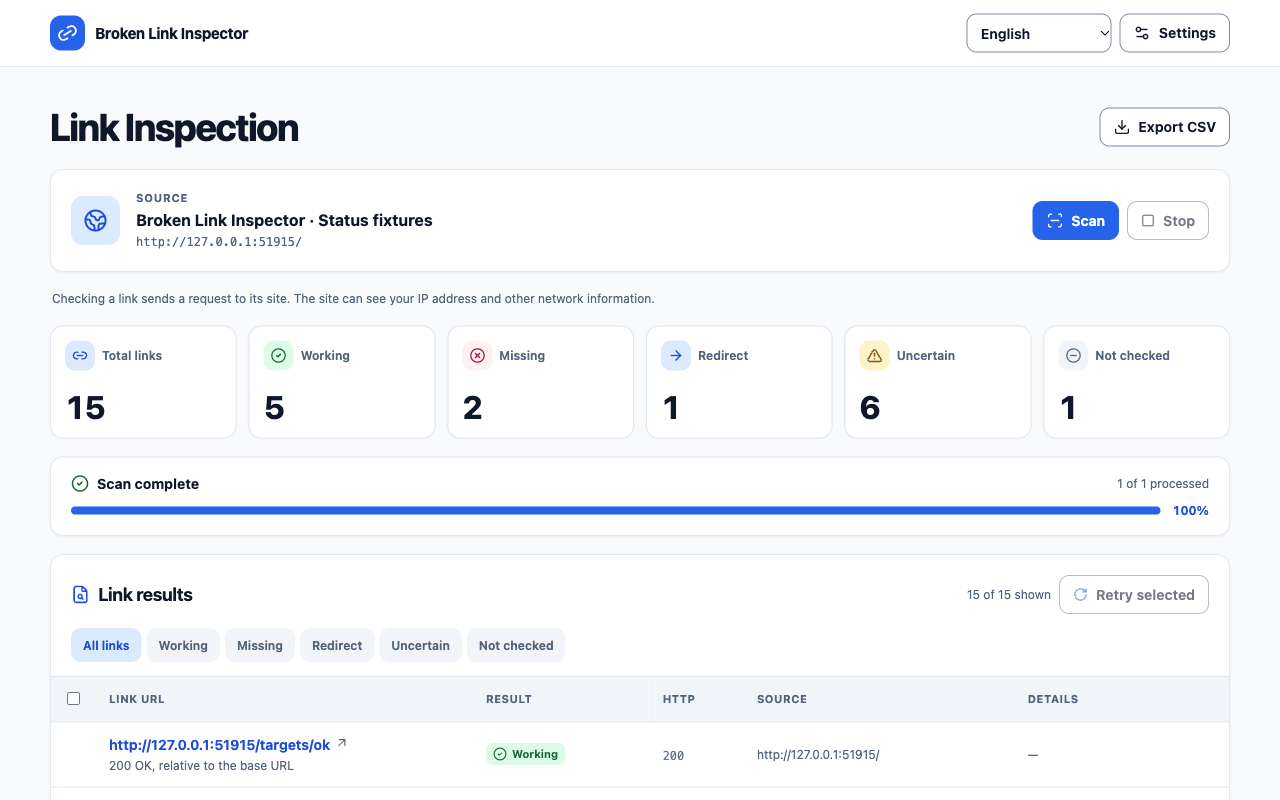 Broken Link Inspector
English
Settings
Link Inspection
Export CSV
SOURCE
Broken Link Inspector · Status fixtures
http://127.0.0.1:51915/
Scan
Stop
Checking a link sends a request to its site. The site can see your IP address and other network information.
Total links
15
Working
5
Missing
2
Redirect
1
Uncertain
6
Not checked
1
Scan complete
1 of 1 processed
100%
Link results
15 of 15 shown
Retry selected
All links
Working
Missing
Redirect
Uncertain
Not checked
LINK URL
RESULT
HTTP
SOURCE
DETAILS
http://127.0.0.1:51915/targets/ok
200 OK, relative to the base URL
Working
200
http://127.0.0.1:51915/
—